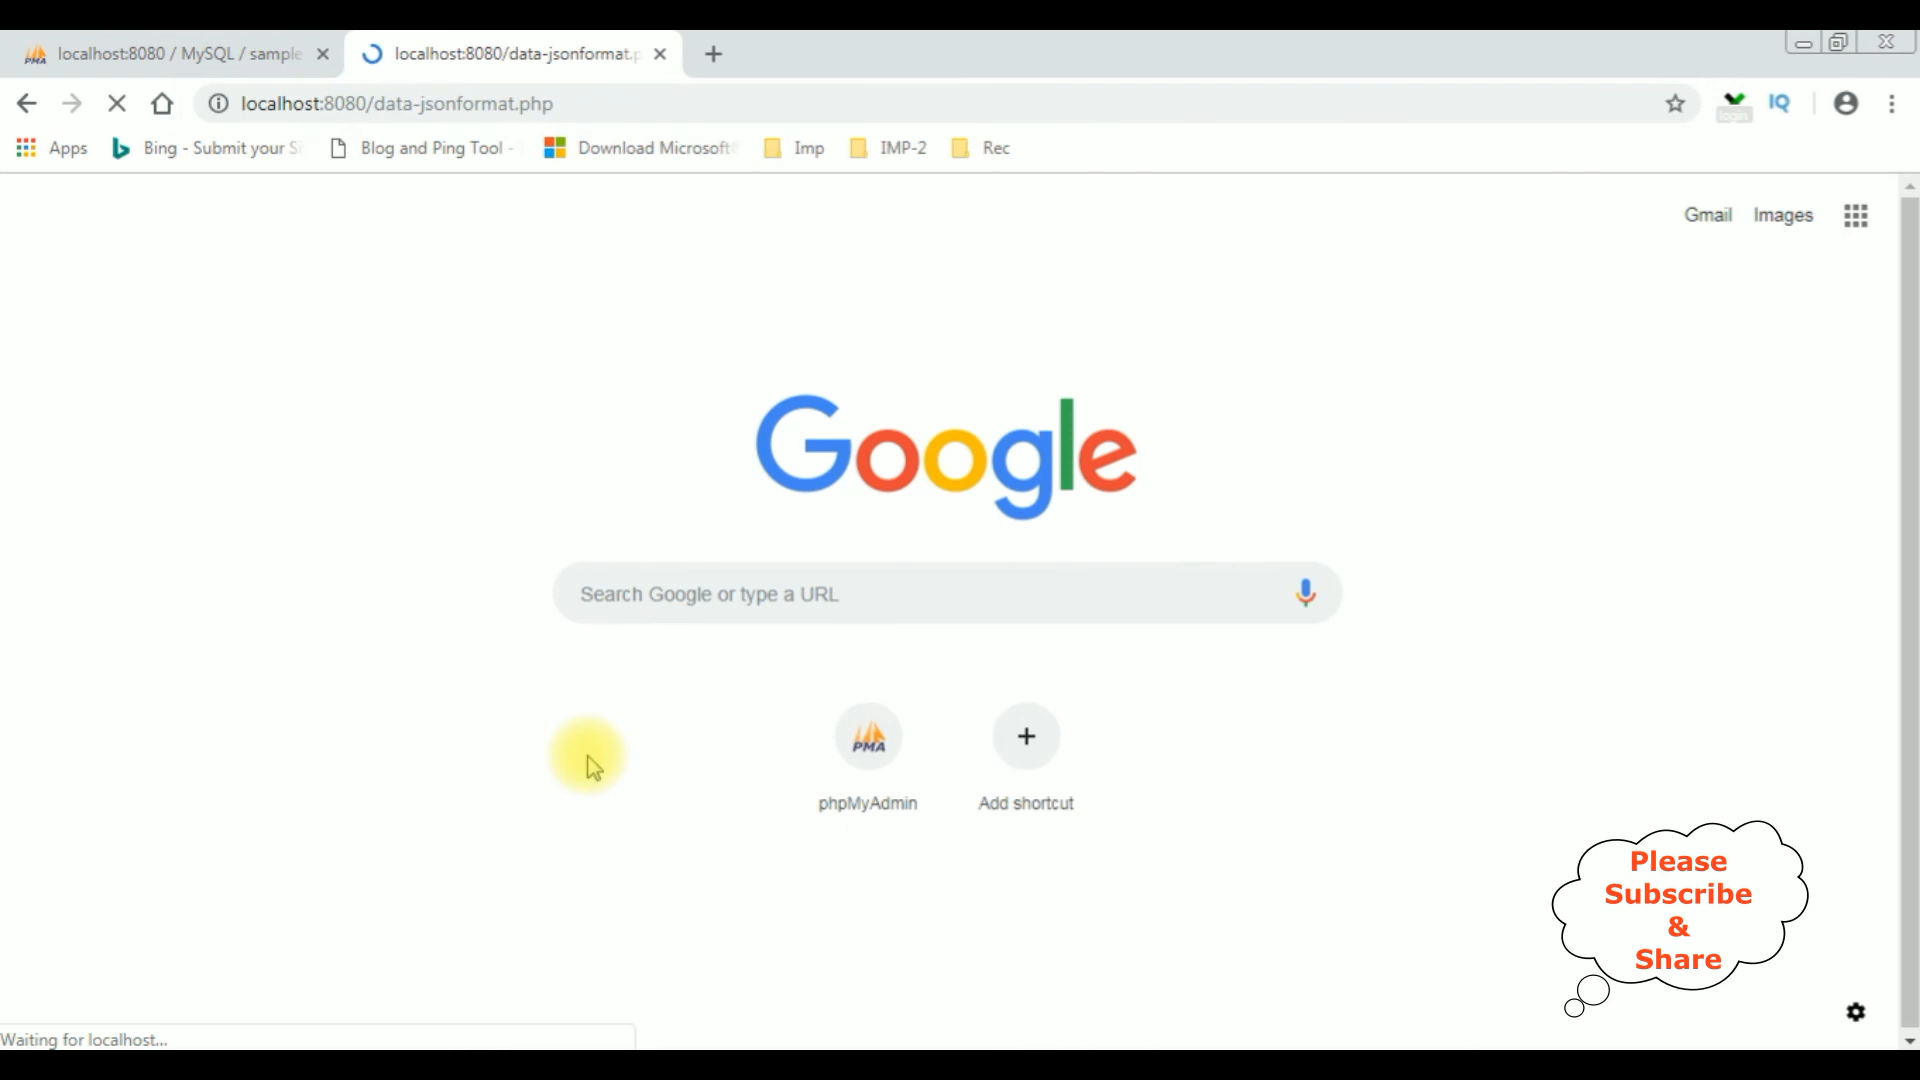 localhost:8080 / MySQL / sample
localhost:8080/data-jsonformat.p
localhost:8080/data-jsonformat.php
login
IQ
Apps
Bing - Submit your Si
Blog and Ping Tool -
Download Microsoft
Imp
IMP-2
Rec
Gmail
Images
Google
Search Google or type a URL
PMA
phpMyAdmin
Add shortcut
Please
Subscribe
&
Share
Waiting for localhost...